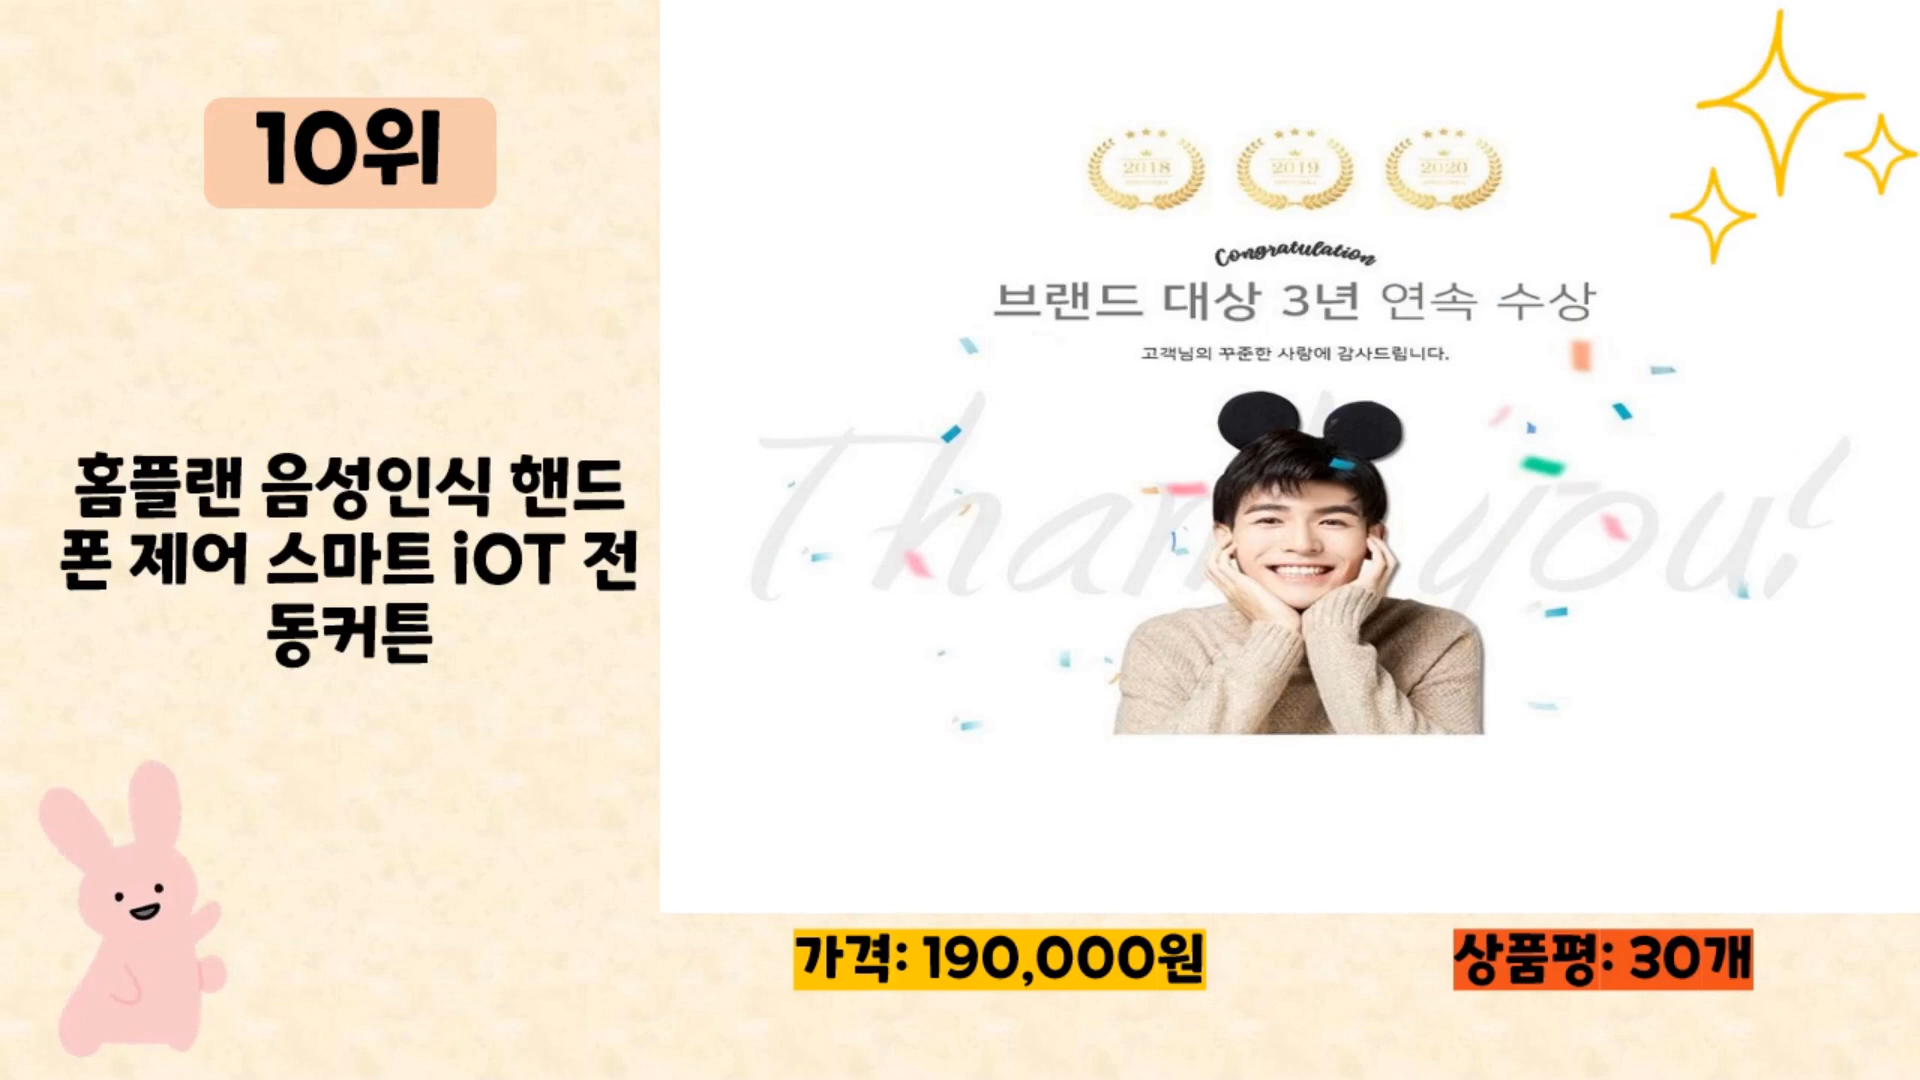 10위
홈플랜 음성인식 핸드
폰 제어 스마트 iOT 전
동커튼
2018
2019
2020
Congratulation
브랜드 대상 3년 연속 수상
고객님의 꾸준한 사랑에 감사드립니다.
Thank you!
가격: 190,000원
상품평: 30개